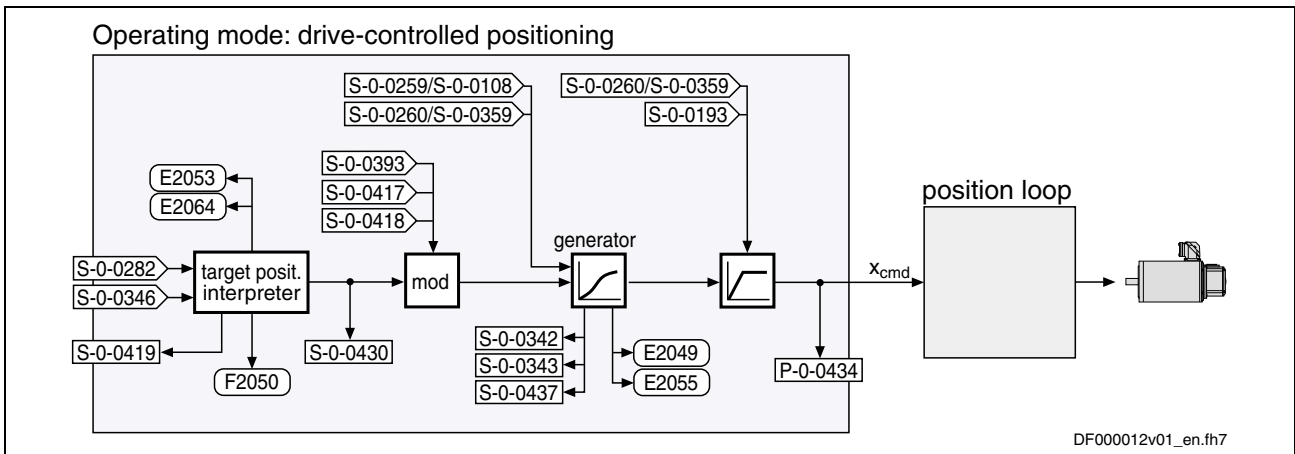 Operating mode: drive-controlled positioning
S-0-0259/S-0-0108
S-0-0260/S-0-0359
S-0-0260/S-0-0359
S-0-0193
S-0-0393
S-0-0417
S-0-0418
E2053
E2064
S-0-0282
S-0-0346
target posit.
interpreter
mod
generator
S-0-0419
F2050
S-0-0430
S-0-0342
S-0-0343
S-0-0437
E2049
E2055
xcmd
P-0-0434
position loop
DF000012v01_en.fh7